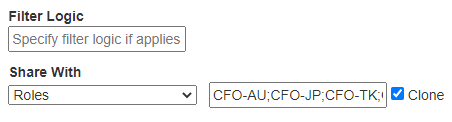 Filter Logic
Specify filter logic if applies
Share With
Roles CFO-AU;CFO-JP;CFO-TK; Clone